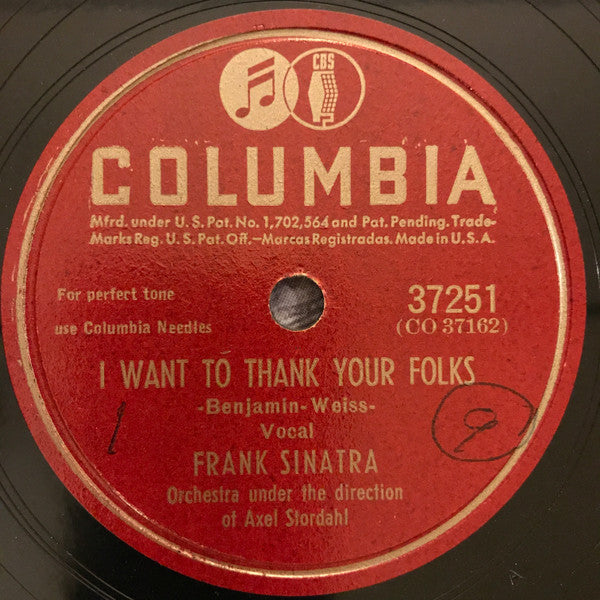 CBS
COLUMBIA
Mfrd. under U.S. Pat. No. 1,702,564 and Pat. Pending. Trade-
Marks Reg. U.S. Pat. Off.—Marcas Registradas. Made in U.S.A.
For perfect tone
use Columbia Needles
37251
(CO 37162)
I WANT TO THANK YOUR FOLKS
-Benjamin-Weiss-
Vocal
1
9
FRANK SINATRA
Orchestra under the direction
of Axel Stordahl
A